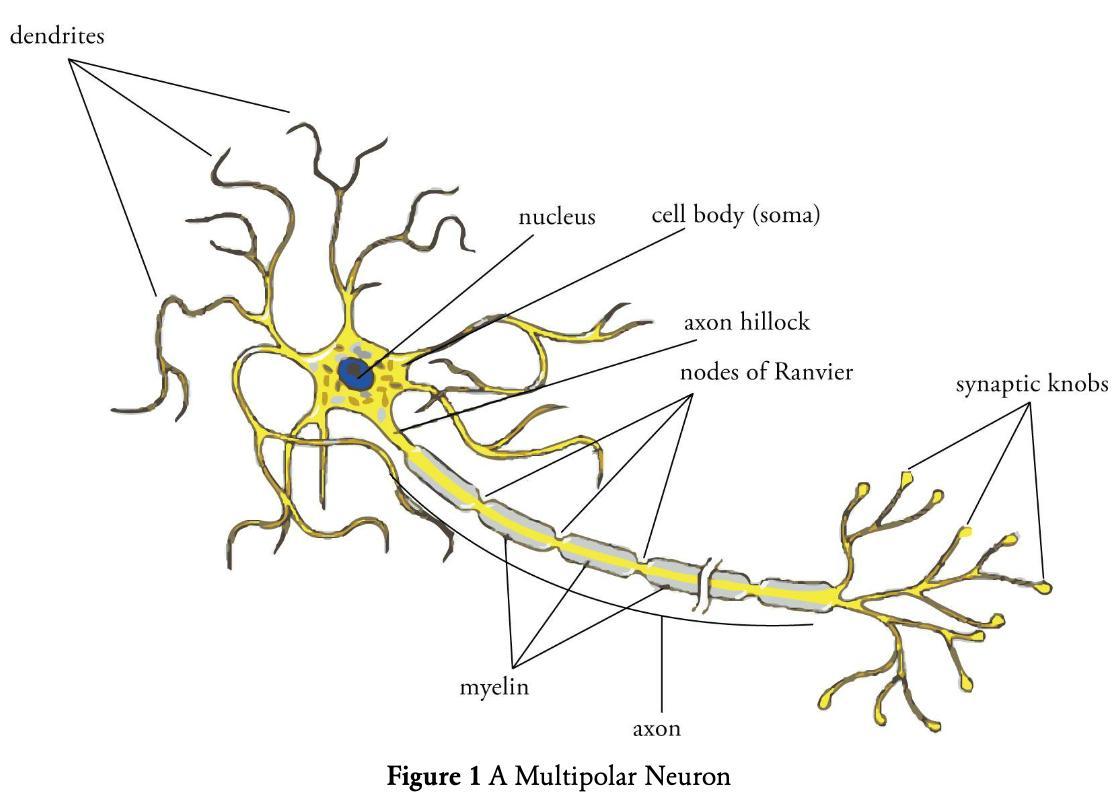 dendrites
nucleus
cell body (soma)
axon hillock
nodes of Ranvier
synaptic knobs
myelin
axon
Figure 1 A Multipolar Neuron